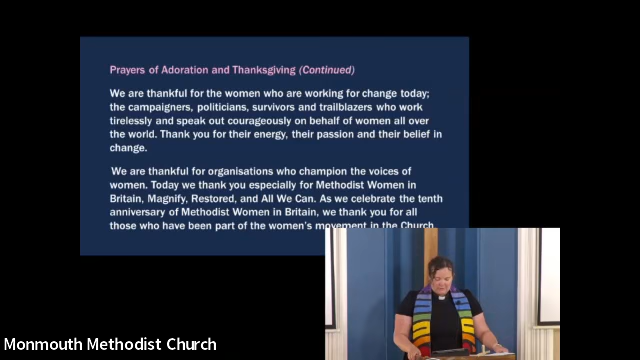 Prayers of Adoration and Thanksgiving (Continued)
We are thankful for the women who are working for change today;
the campaigners, politicians, survivors and trailblazers who work
tirelessly and speak out courageously on behalf of women all over
the world. Thank you for their energy, their passion and their belief in
change.
We are thankful for organisations who champion the voices of
women. Today we thank you especially for Methodist Women in
Britain, Magnify, Restored, and All We Can. As we celebrate the tenth
anniversary of Methodist Women in Britain, we thank you for all
those who have been part of the women's movement in the Church
Monmouth Methodist Church